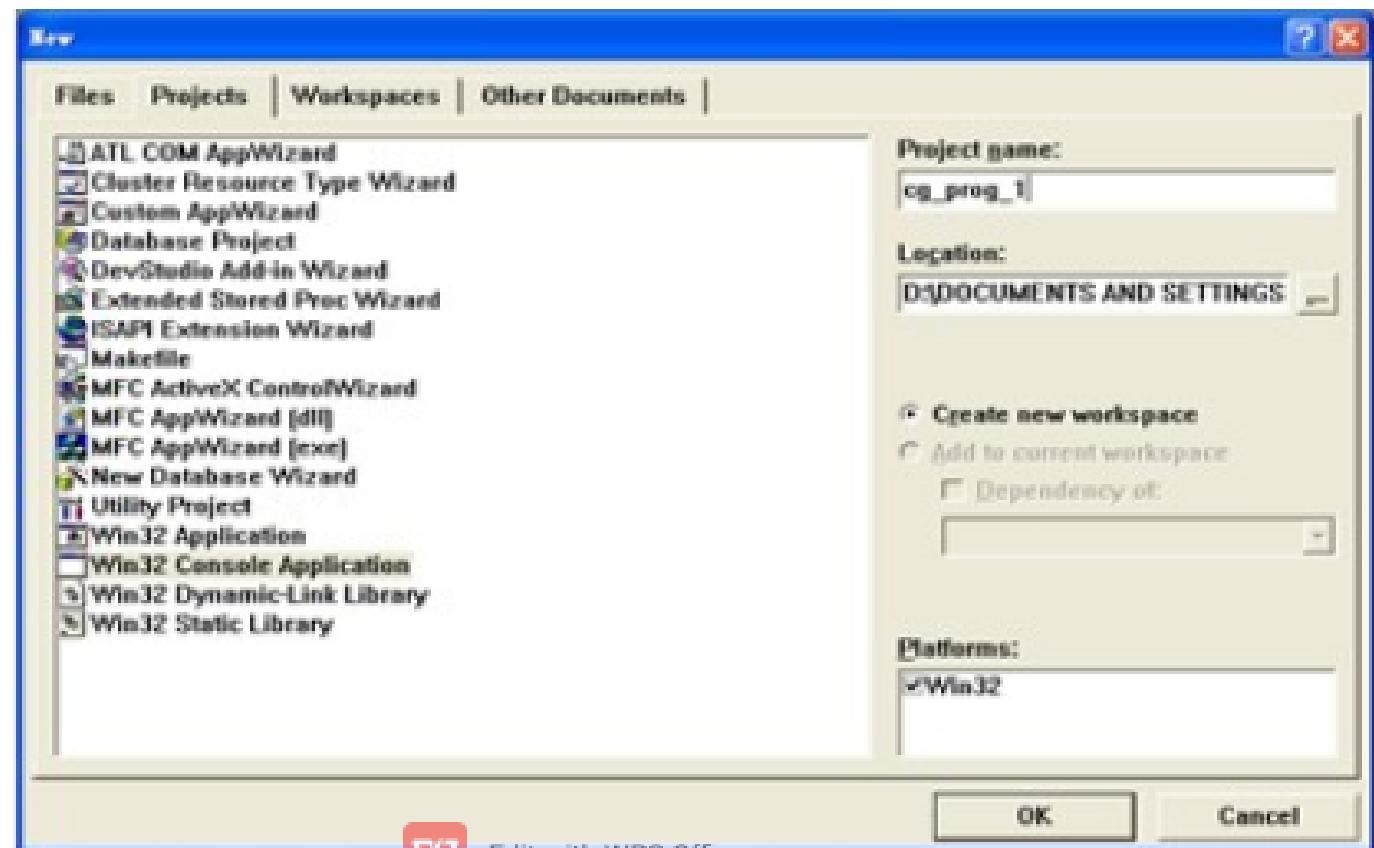 New
Files Projects Workspaces Other Documents
ATL COM AppWizard
Cluster Resource Type Wizard
Custom AppWizard
Database Project
DevStudio Add-in Wizard
Extended Stored Proc Wizard
ISAPI Extension Wizard
Makefile
MFC ActiveX ControlWizard
MFC AppWizard (dll)
MFC AppWizard (exe)
New Database Wizard
Utility Project
Win32 Application
Win32 Console Application
Win32 Dynamic-Link Library
Win32 Static Library
Project name:
cg_prog_1
Location:
D:\DOCUMENTS AND SETTINGS
...
Create new workspace
Add to current workspace
Dependency of:
Platforms:
Win32
OK Cancel
Edit with WPS